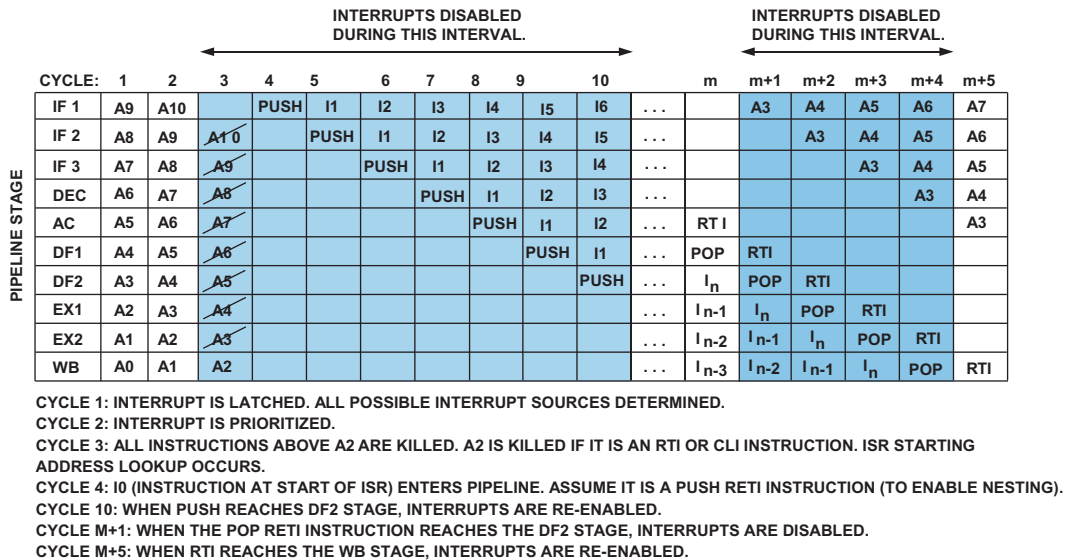 INTERRUPTS DISABLED DURING THIS INTERVAL.
INTERRUPTS DISABLED DURING THIS INTERVAL.
CYCLE: 1 2 3 4 5 6 7 8 9 10 m m+1 m+2 m+3 m+4 m+5
PIPELINE STAGE
IF 1 A9 A10 PUSH I1 I2 I3 I4 I5 I6 . . . A3 A4 A5 A6 A7
IF 2 A8 A9 A1 0 PUSH I1 I2 I3 I4 I5 . . . A3 A4 A5 A6
IF 3 A7 A8 A9 PUSH I1 I2 I3 I4 . . . A3 A4 A5
DEC A6 A7 A8 PUSH I1 I2 I3 . . . A3 A4
AC A5 A6 A7 PUSH I1 I2 . . . RT I A3
DF1 A4 A5 A6 PUSH I1 . . . POP RTI
DF2 A3 A4 A5 PUSH . . . In POP RTI
EX1 A2 A3 A4 . . . I n-1 In POP RTI
EX2 A1 A2 A3 . . . I n-2 I n-1 In POP RTI
WB A0 A1 A2 . . . I n-3 I n-2 I n-1 In POP RTI
CYCLE 1: INTERRUPT IS LATCHED. ALL POSSIBLE INTERRUPT SOURCES DETERMINED.
CYCLE 2: INTERRUPT IS PRIORITIZED.
CYCLE 3: ALL INSTRUCTIONS ABOVE A2 ARE KILLED. A2 IS KILLED IF IT IS AN RTI OR CLI INSTRUCTION. ISR STARTING
ADDRESS LOOKUP OCCURS.
CYCLE 4: I0 (INSTRUCTION AT START OF ISR) ENTERS PIPELINE. ASSUME IT IS A PUSH RETI INSTRUCTION (TO ENABLE NESTING).
CYCLE 10: WHEN PUSH REACHES DF2 STAGE, INTERRUPTS ARE RE-ENABLED.
CYCLE M+1: WHEN THE POP RETI INSTRUCTION REACHES THE DF2 STAGE, INTERRUPTS ARE DISABLED.
CYCLE M+5: WHEN RTI REACHES THE WB STAGE, INTERRUPTS ARE RE-ENABLED.